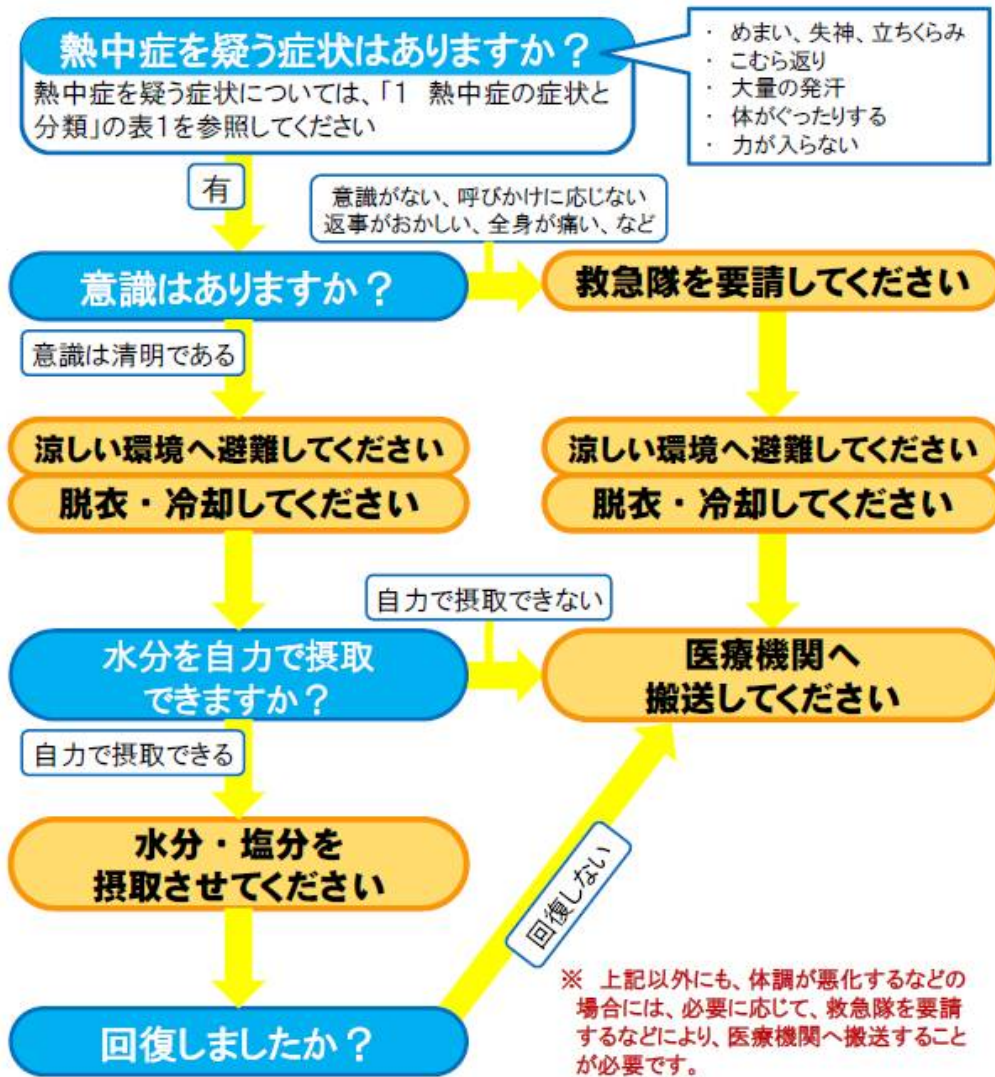 熱中症を疑う症状はありますか？
熱中症を疑う症状については、「1　熱中症の症状と
分類」の表1を参照してください
・　めまい、失神、立ちくらみ
・　こむら返り
・　大量の発汗
・　体がぐったりする
・　力が入らない
有
意識がない、呼びかけに応じない
返事がおかしい、全身が痛い、など
意識はありますか？
救急隊を要請してください
意識は清明である
涼しい環境へ避難してください
脱衣・冷却してください
涼しい環境へ避難してください
脱衣・冷却してください
自力で摂取できない
水分を自力で摂取
できますか？
医療機関へ
搬送してください
自力で摂取できる
水分・塩分を
摂取させてください
回復しない
回復しましたか？
※　上記以外にも、体調が悪化するなどの
場合には、必要に応じて、救急隊を要請
するなどにより、医療機関へ搬送すること
が必要です。